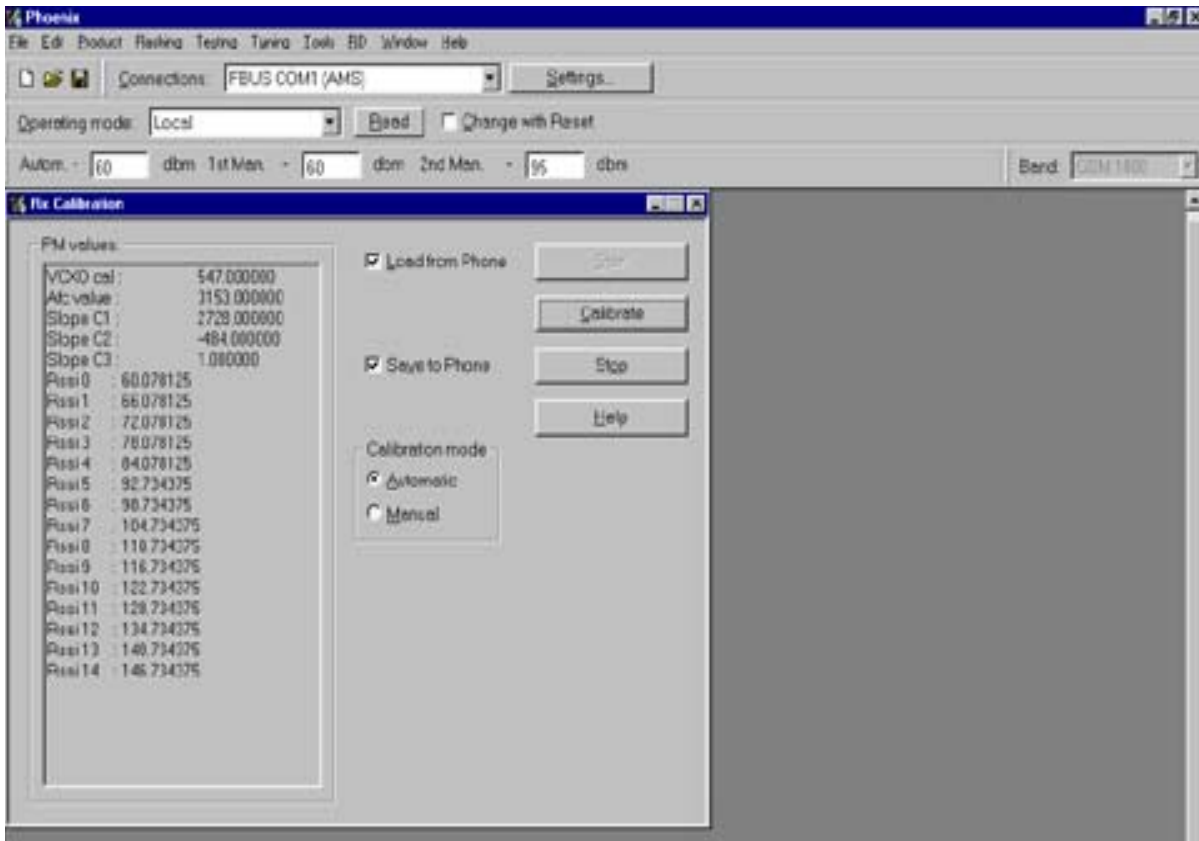 Phoenix
File Edit Product Flashing Testing Tuning Tools Window Help
Connections: FBUS COM1 (AMS) Settings...
Operating mode: Local Read Change with Reset
Autom. - 60 dbm 1st Man. - 60 dbm 2nd Man. - 95 dbm Band:
Rx Calibration
PM values:
VCXO cal : 547.000000
Afc value : 3153.000000
Slope C1 : 2728.000000
Slope C2 : -484.000000
Slope C3 : 1.000000
Rssi 0 : 60.078125
Rssi 1 : 66.078125
Rssi 2 : 72.078125
Rssi 3 : 78.078125
Rssi 4 : 84.078125
Rssi 5 : 92.734375
Rssi 6 : 98.734375
Rssi 7 : 104.734375
Rssi 8 : 110.734375
Rssi 9 : 116.734375
Rssi 10 : 122.734375
Rssi 11 : 128.734375
Rssi 12 : 134.734375
Rssi 13 : 140.734375
Rssi 14 : 146.734375
Load from Phone
Start
Calibrate
Save to Phone
Stop
Help
Calibration mode
Automatic
Manual